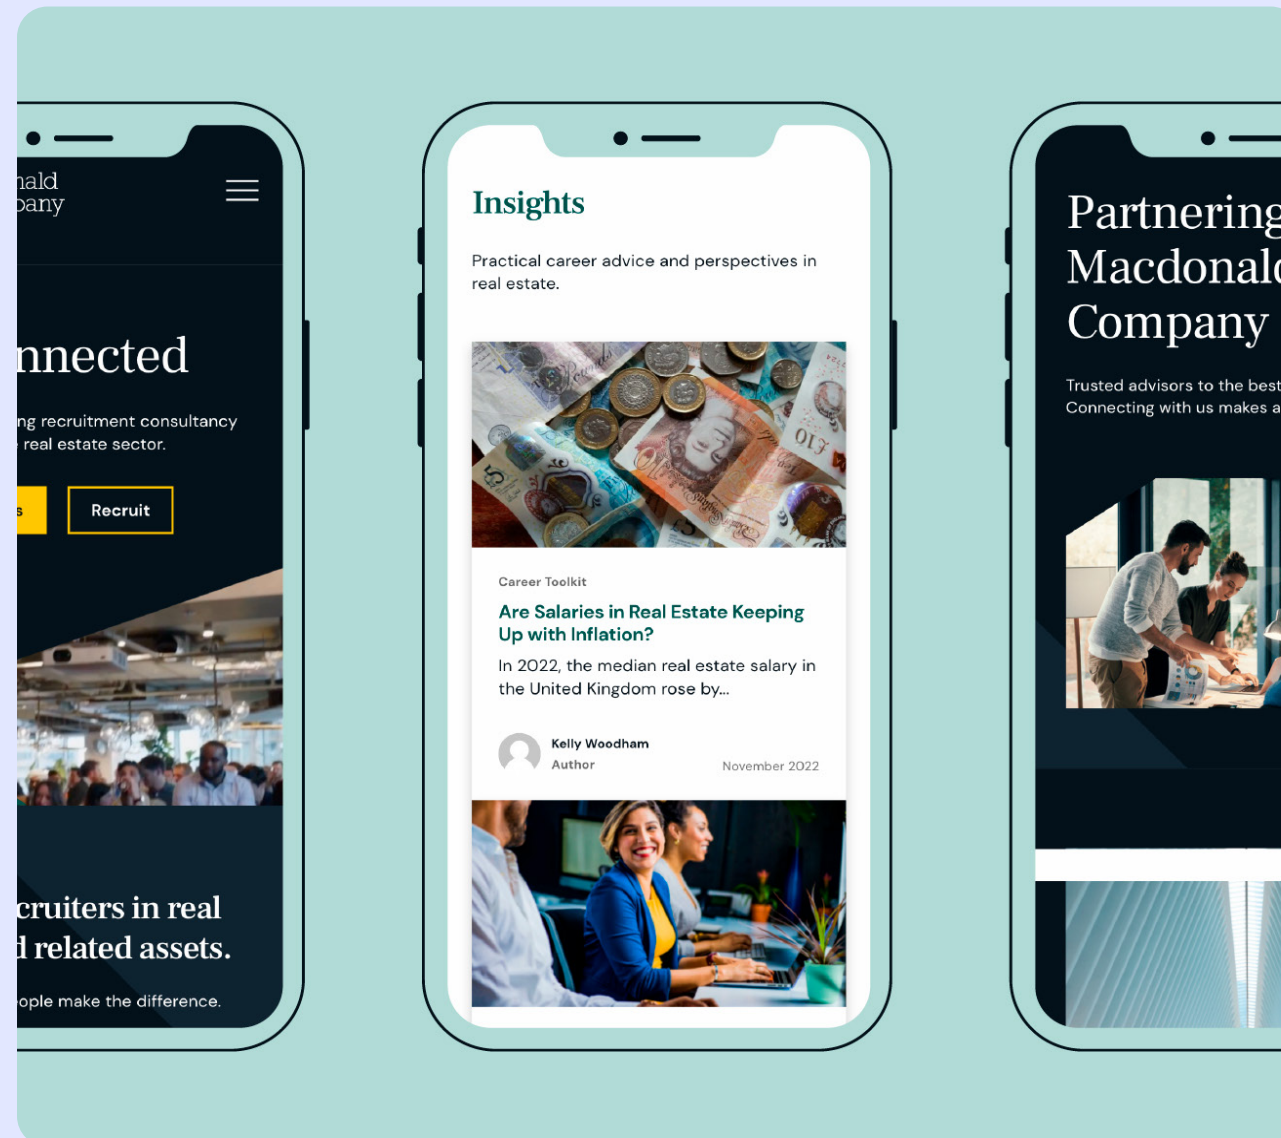 nald
pany
nnected
ng recruitment consultancy
real estate sector.
s
Recruit
cruiters in real
d related assets.
ople make the difference.
Insights
Practical career advice and perspectives in
real estate.
£10
5
Career Toolkit
Are Salaries in Real Estate Keeping
Up with Inflation?
In 2022, the median real estate salary in
the United Kingdom rose by...
Kelly Woodham
Author
November 2022
Partnering
Macdonald
Company
Trusted advisors to the best
Connecting with us makes a